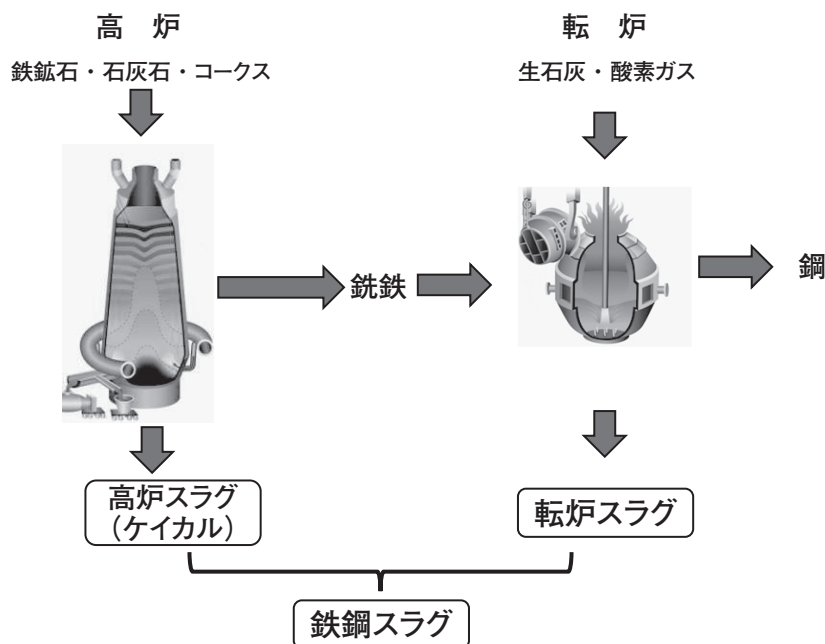 高　炉
鉄鉱石・石灰石・コークス
転　炉
生石灰・酸素ガス
銑鉄
鋼
高炉スラグ
（ケイカル）
転炉スラグ
鉄鋼スラグ